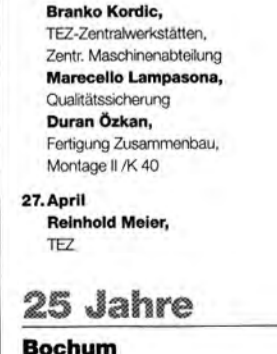 Branko Kordic,
TEZ-Zentralwerkstätten,
Zentr. Maschinenabteilung
Marecello Lampasona,
Qualitätssicherung
Duran Özkan,
Fertigung Zusammenbau,
Montage II /K 40
27. April
Reinhold Meier,
TEZ
25 Jahre
Bochum